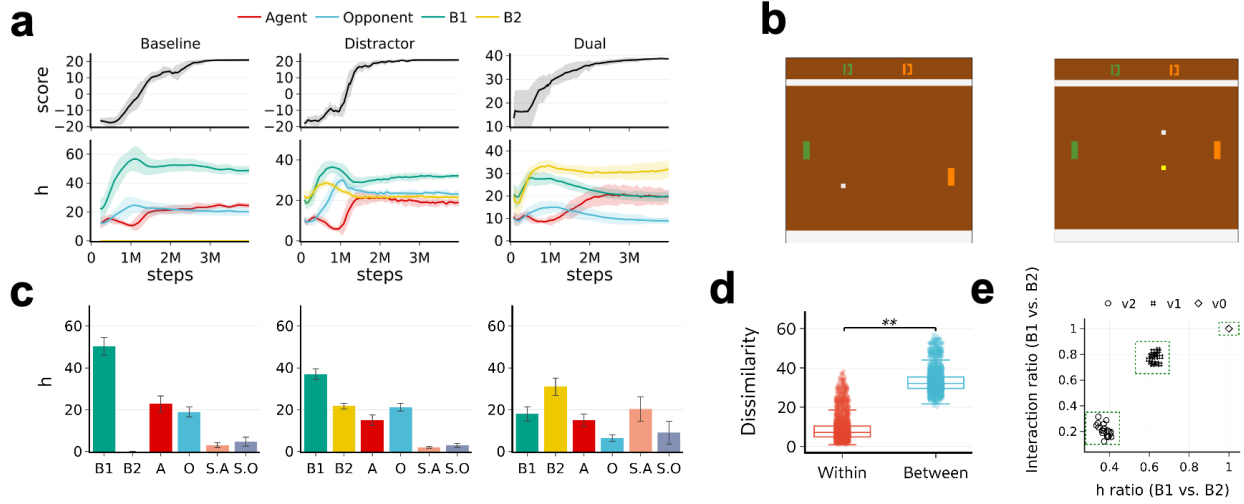 a
Agent Opponent B1 B2
Baseline Distractor Dual
score
20
10
0
−10
−20
20
10
0
−10
−20
40
30
20
10
h
60
40
20
0
40
30
20
10
0
40
30
20
10
0
0 1M 2M 3M
0 1M 2M 3M
0 1M 2M 3M
steps steps steps
b
c
h
60
40
20
0
B1 B2 A O S.A S.O
60
40
20
0
B1 B2 A O S.A S.O
60
40
20
0
B1 B2 A O S.A S.O
d
Dissimilarity
60
40
20
0
**
Within Between
e
v2 v1 v0
Interaction ratio (B1 vs. B2)
1
0.8
0.6
0.4
0.2
0.4 0.6 0.8 1
h ratio (B1 vs. B2)